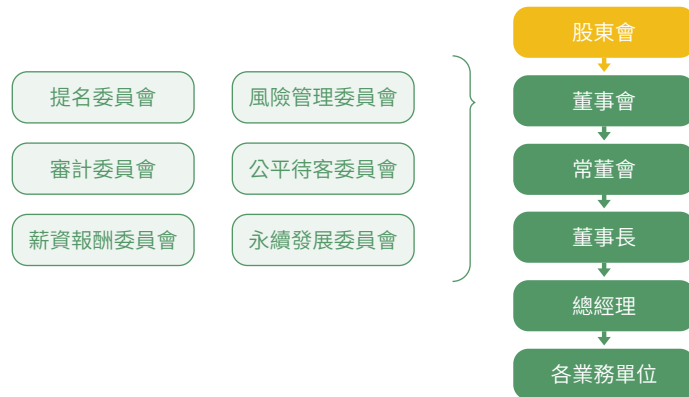 股東會
提名委員會
風險管理委員會
董事會
審計委員會
公平待客委員會
常董會
薪資報酬委員會
永續發展委員會
董事長
總經理
各業務單位